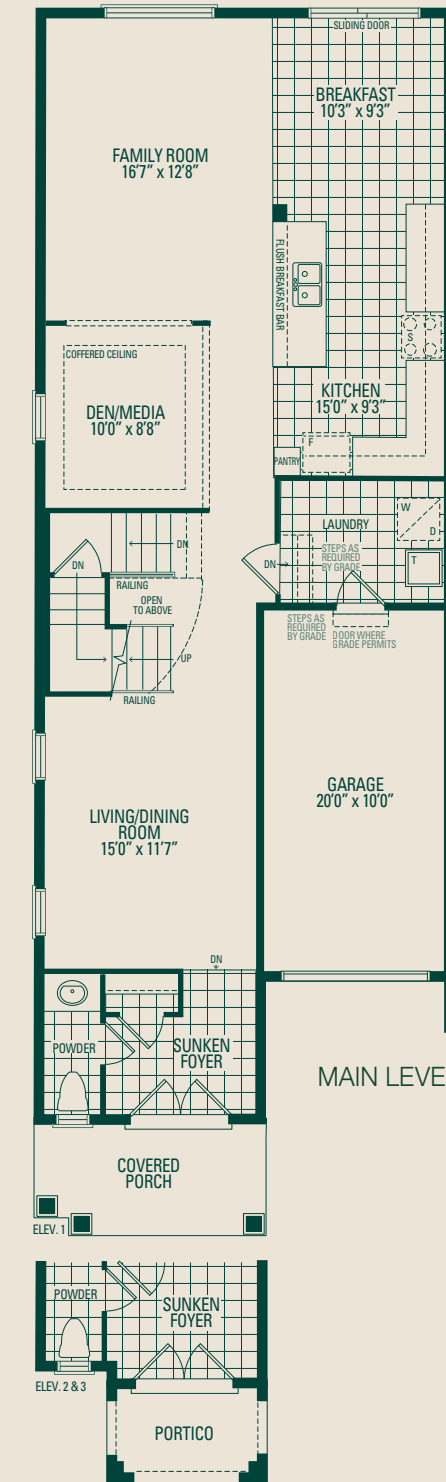 SLIDING DOOR
BREAKFAST
10'3" x 9'3"
FAMILY ROOM
16'7" x 12'8"
FLUSH BREAKFAST BAR
S
COFFERED CEILING
DEN/MEDIA
10'0" x 8'8"
KITCHEN
15'0" x 9'3"
F
PANTRY
W
D
LAUNDRY
T
STEPS AS
REQUIRED
BY GRADE
DN
DN
DN
RAILING
OPEN
TO ABOVE
UP
RAILING
STEPS AS
REQUIRED
BY GRADE
DOOR WHERE
GRADE PERMITS
GARAGE
20'0" x 10'0"
LIVING/DINING
ROOM
15'0" x 11'7"
DN
POWDER
SUNKEN
FOYER
MAIN LEVE
COVERED
PORCH
ELEV. 1
POWDER
SUNKEN
FOYER
ELEV. 2 & 3
PORTICO